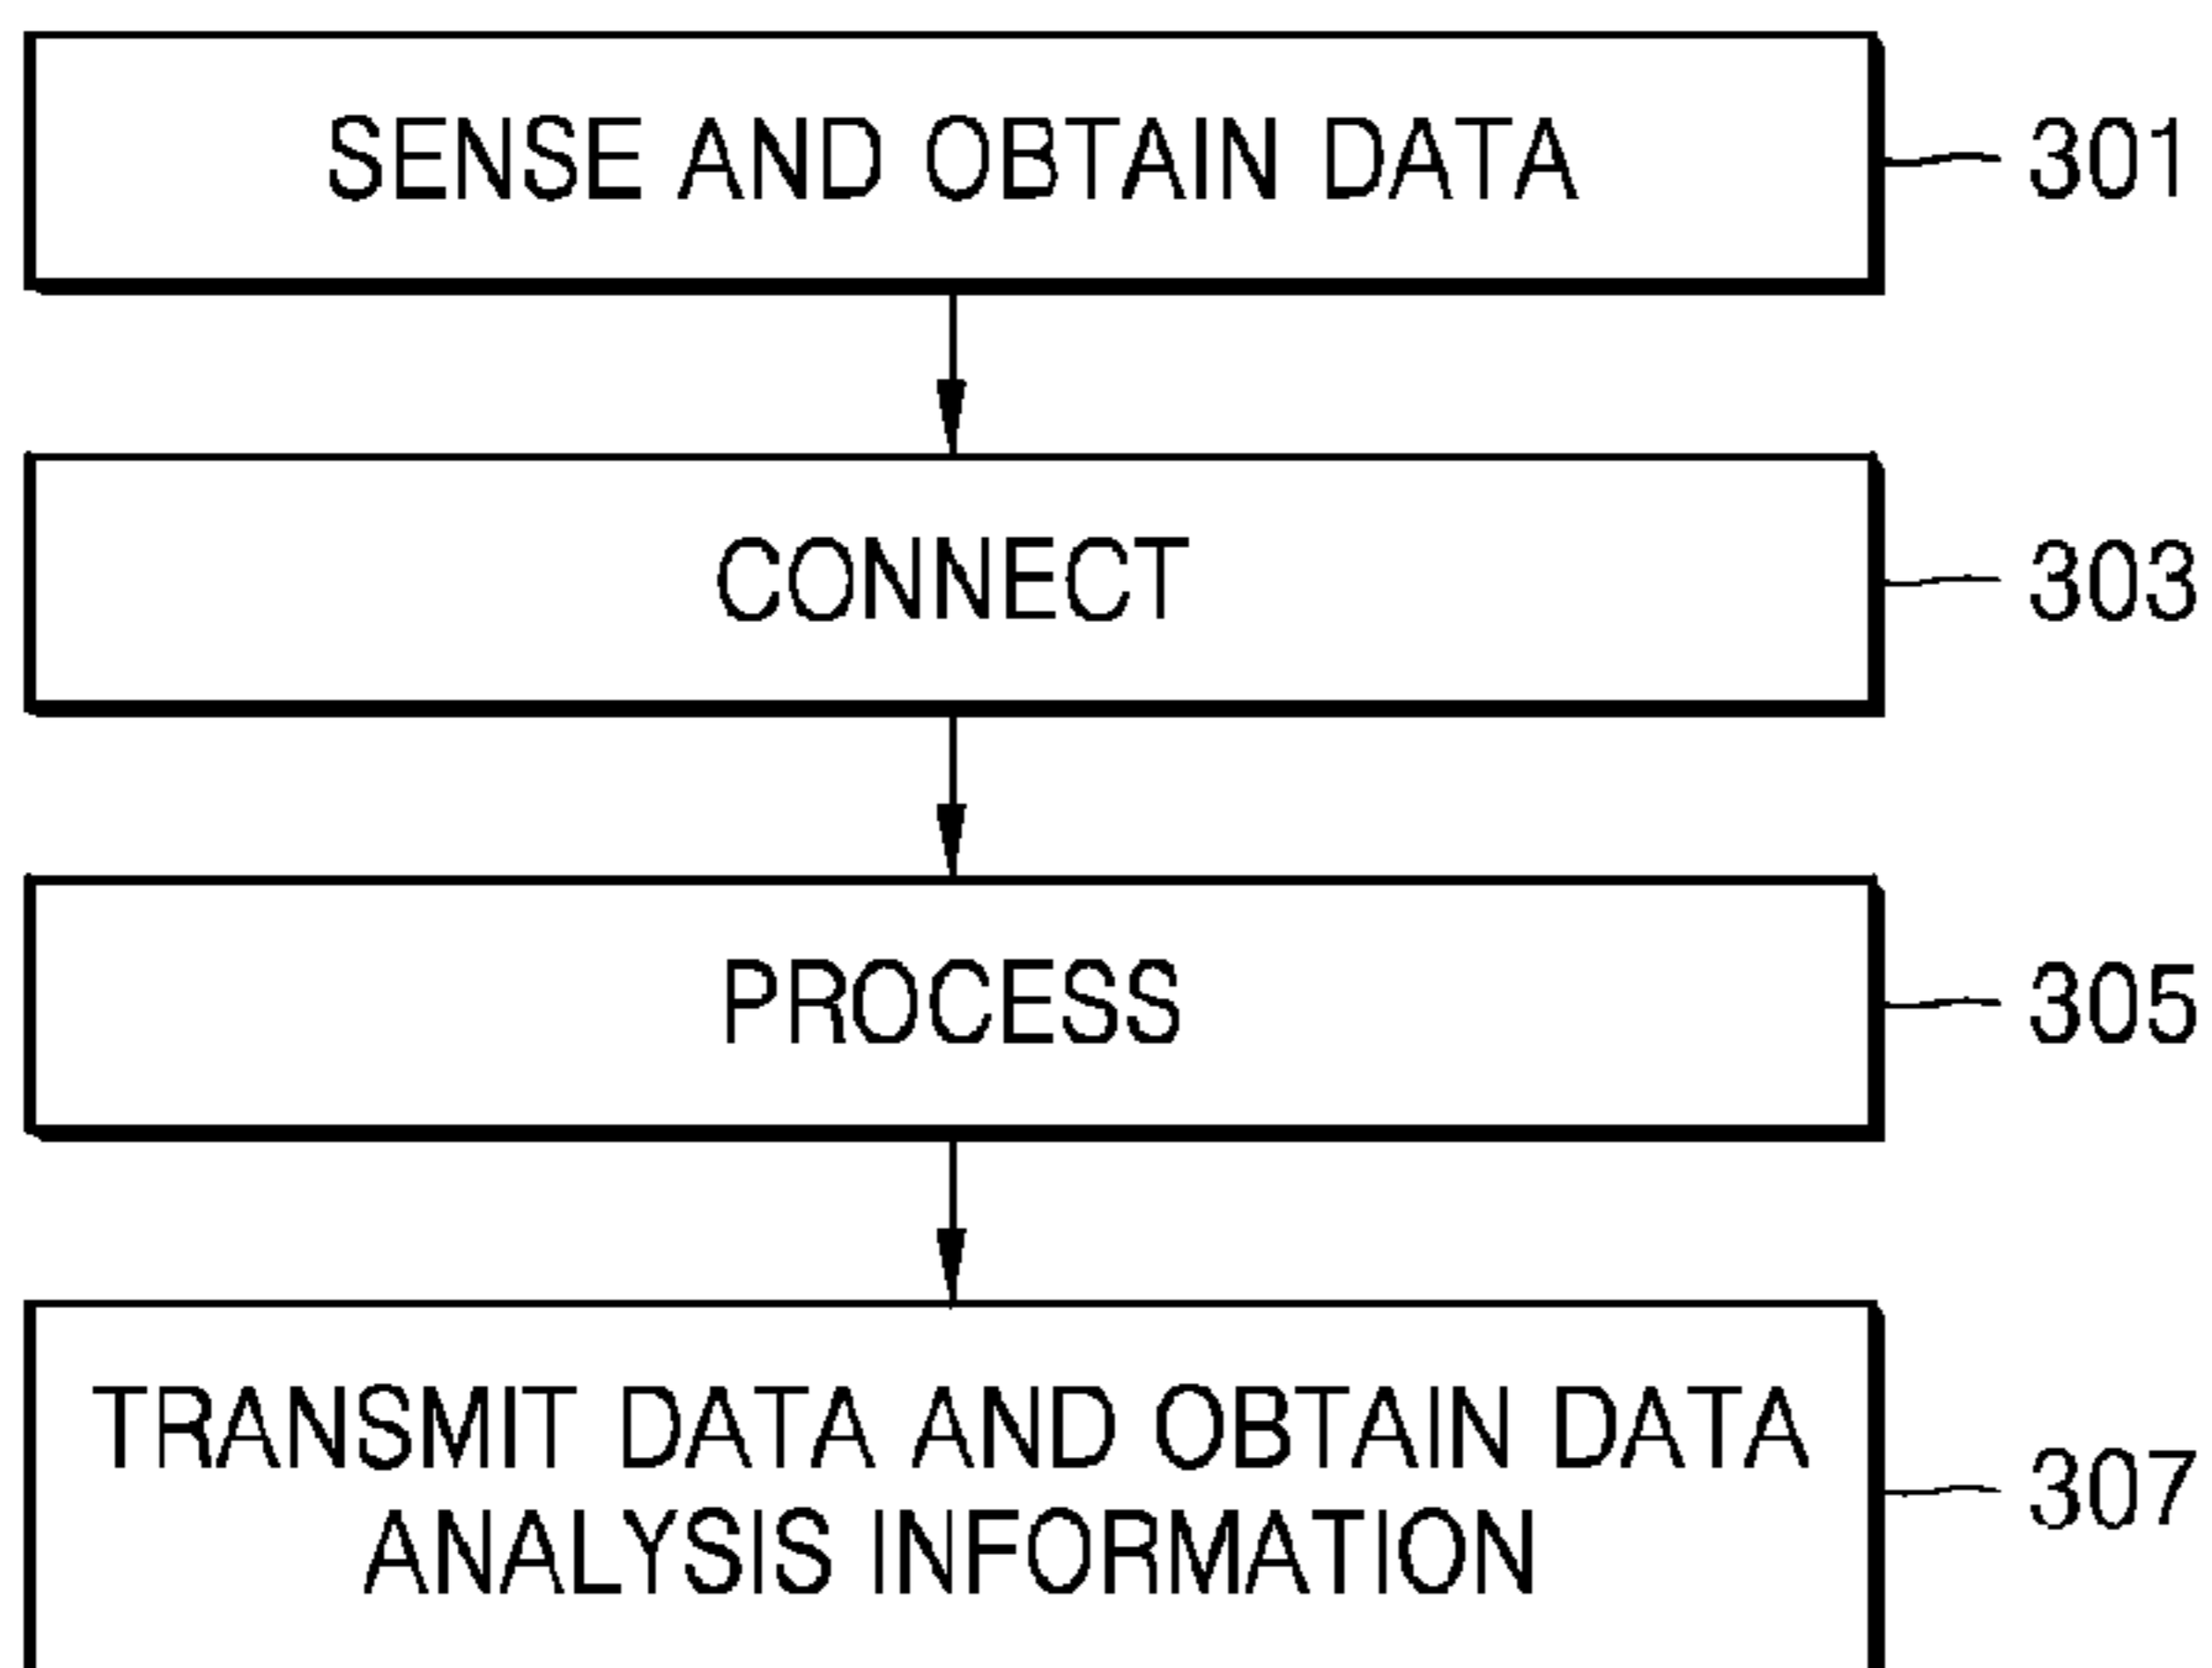 SENSE AND OBTAIN DATA
301
CONNECT
303
PROCESS
305
TRANSMIT DATA AND OBTAIN DATA
ANALYSIS INFORMATION
307